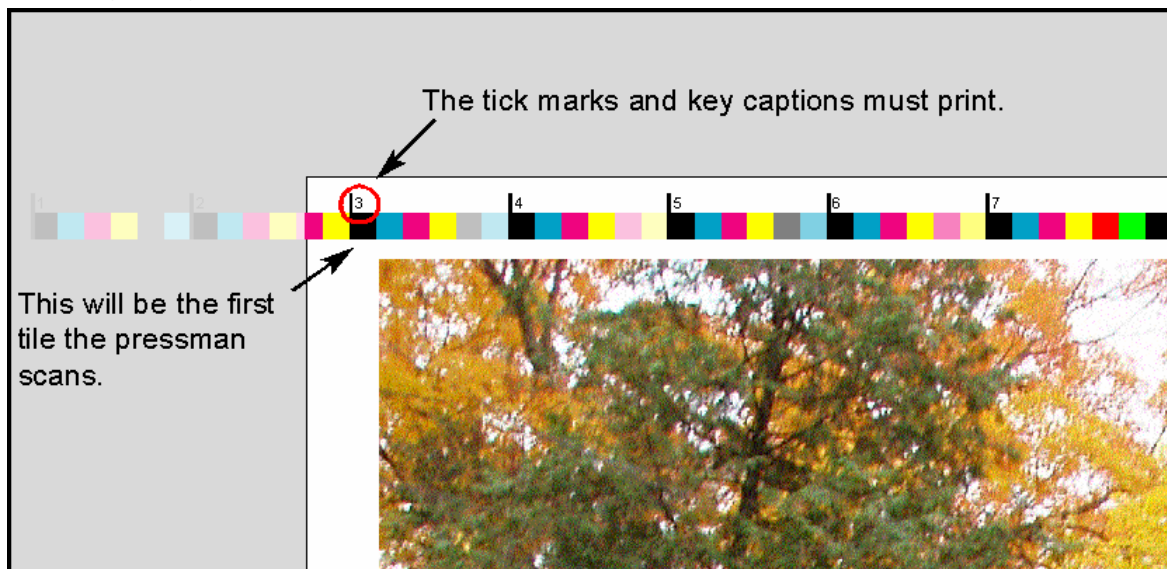 The tick marks and key captions must print.
1 2 3 4 5 6 7
This will be the first
tile the pressman
scans.